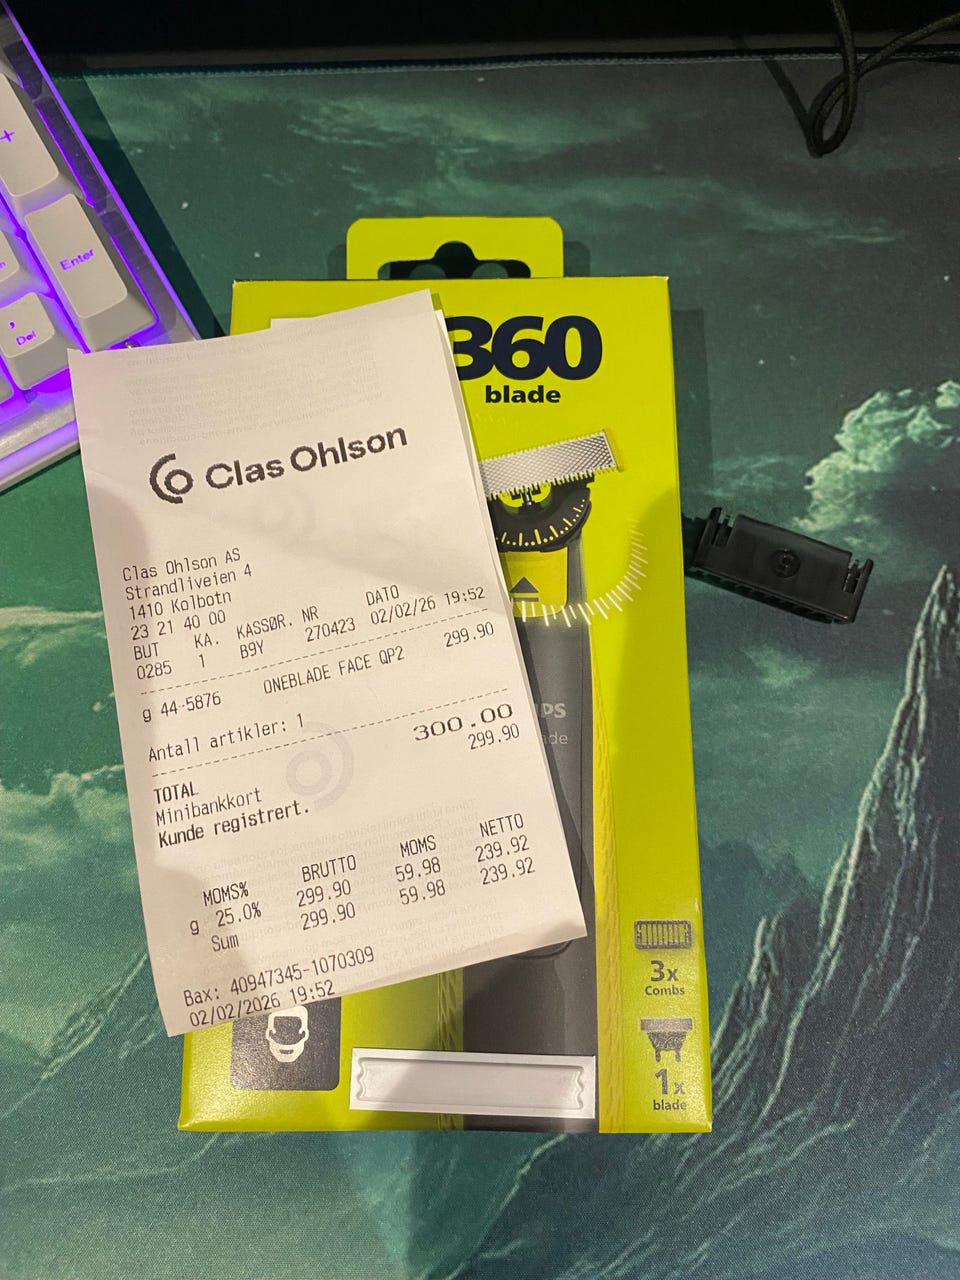 +
Enter
Del
360
blade
Clas Ohlson
Clas Ohlson AS
Strandliveien 4
1410 Kolbotn
23 21 40 00
BUT KA. KASSØR. NR DATO
0285 1 B9Y 270423 02/02/26 19:52
g 44-5876 ONEBLADE FACE QP2 299.90
Antall artikler: 1
TOTAL 300.00
Minibankkort 299.90
Kunde registrert.
MOMS% BRUTTO MOMS NETTO
g 25.0% 299.90 59.98 239.92
Sum 299.90 59.98 239.92
Bax: 40947345-1070309
02/02/2026 19:52
3x
Combs
1x
blade